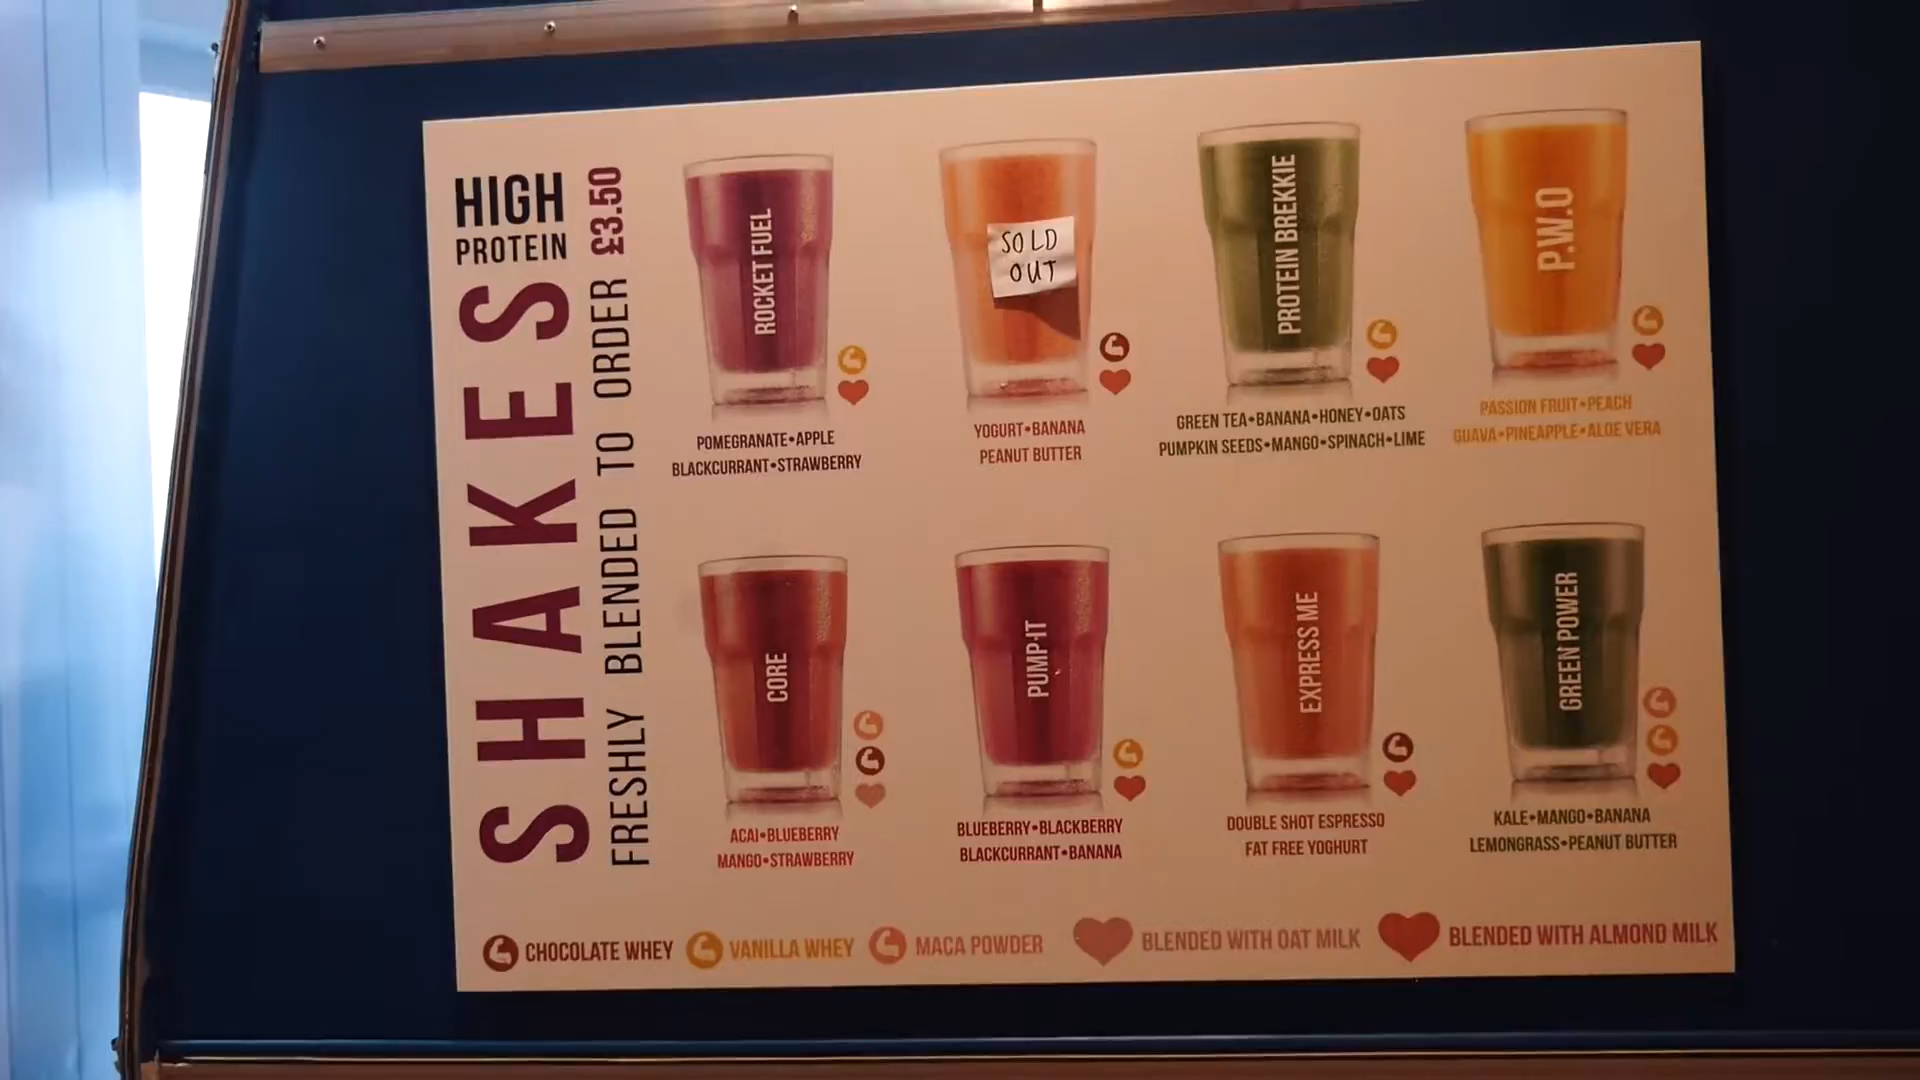 HIGH
PROTEIN
SHAKES
FRESHLY BLENDED TO ORDER £3.50
ROCKET FUEL
POMEGRANATE•APPLE
BLACKCURRANT•STRAWBERRY
SOLD
OUT
YOGURT•BANANA
PEANUT BUTTER
PROTEIN BREKKIE
GREEN TEA•BANANA•HONEY•OATS
PUMPKIN SEEDS•MANGO•SPINACH•LIME
P.W.O
PASSION FRUIT•PEACH
GUAVA•PINEAPPLE•ALOE VERA
CORE
ACAI•BLUEBERRY
MANGO•STRAWBERRY
PUMP-IT
BLUEBERRY•BLACKBERRY
BLACKCURRANT•BANANA
EXPRESS ME
DOUBLE SHOT ESPRESSO
FAT FREE YOGHURT
GREEN POWER
KALE•MANGO•BANANA
LEMONGRASS•PEANUT BUTTER
CHOCOLATE WHEY VANILLA WHEY MACA POWDER BLENDED WITH OAT MILK BLENDED WITH ALMOND MILK